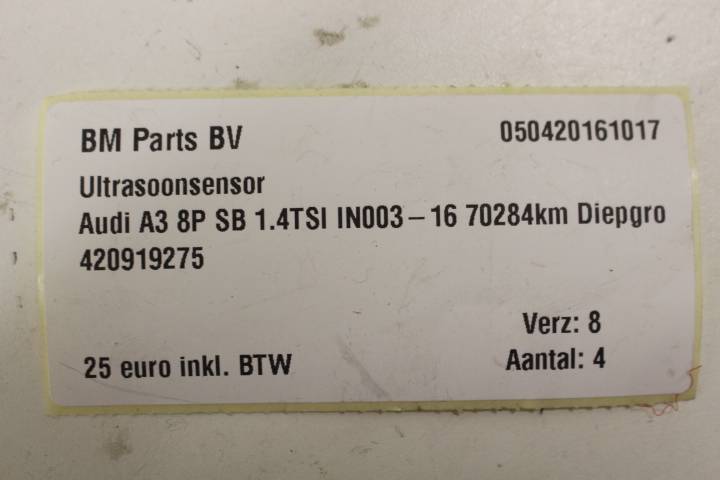 BM Parts BV 050420161017
Ultrasoonsensor
Audi A3 8P SB 1.4TSI IN003-16 70284km Diepgro
420919275
Verz: 8
25 euro inkl. BTW Aantal: 4